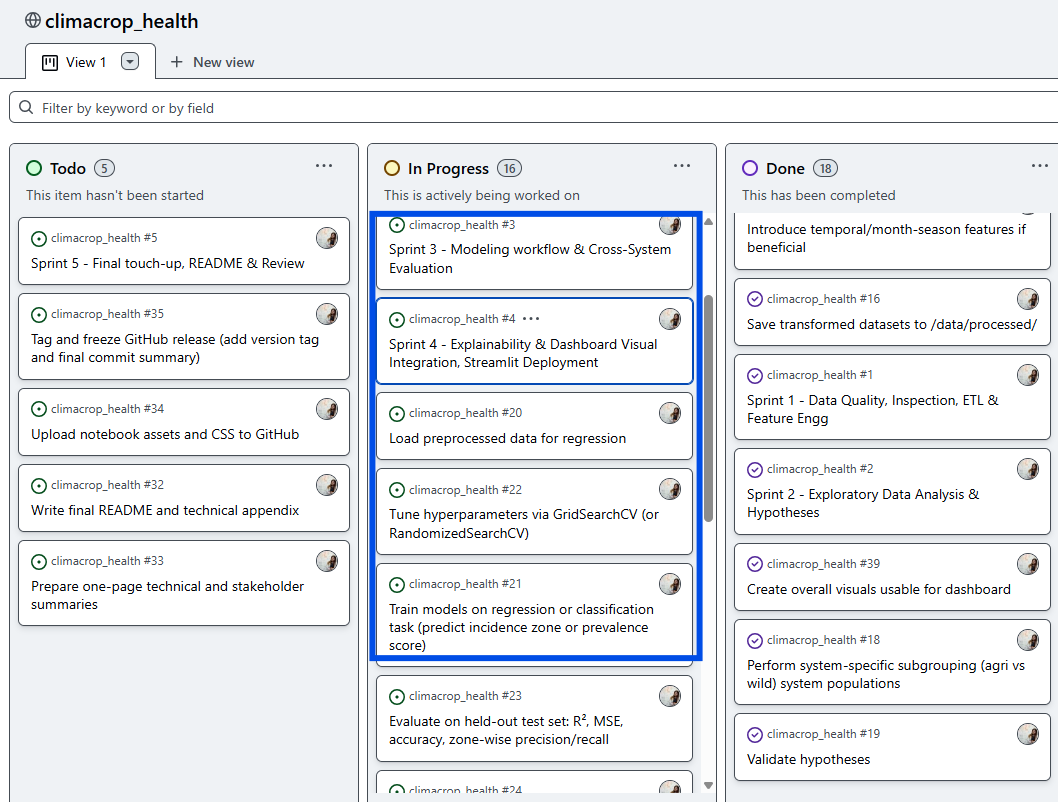 climacrop_health
View 1
New view
Filter by keyword or by field
Todo 5
This item hasn't been started
climacrop_health #5
Sprint 5 - Final touch-up, README & Review
climacrop_health #35
Tag and freeze GitHub release (add version tag
and final commit summary)
climacrop_health #34
Upload notebook assets and CSS to GitHub
climacrop_health #32
Write final README and technical appendix
climacrop_health #33
Prepare one-page technical and stakeholder
summaries
In Progress 16
This is actively being worked on
climacrop_health #3
Sprint 3 - Modeling workflow & Cross-System
Evaluation
climacrop_health #4
Sprint 4 - Explainability & Dashboard Visual
Integration, Streamlit Deployment
climacrop_health #20
Load preprocessed data for regression
climacrop_health #22
Tune hyperparameters via GridSearchCV (or
RandomizedSearchCV)
climacrop_health #21
Train models on regression or classification
task (predict incidence zone or prevalence
score)
climacrop_health #23
Evaluate on held-out test set: R², MSE,
accuracy, zone-wise precision/recall
climacrop_health #24
Done 18
This has been completed
Introduce temporal/month-season features if
beneficial
climacrop_health #16
Save transformed datasets to /data/processed/
climacrop_health #1
Sprint 1 - Data Quality, Inspection, ETL &
Feature Engg
climacrop_health #2
Sprint 2 - Exploratory Data Analysis &
Hypotheses
climacrop_health #39
Create overall visuals usable for dashboard
climacrop_health #18
Perform system-specific subgrouping (agri vs
wild) system populations
climacrop_health #19
Validate hypotheses